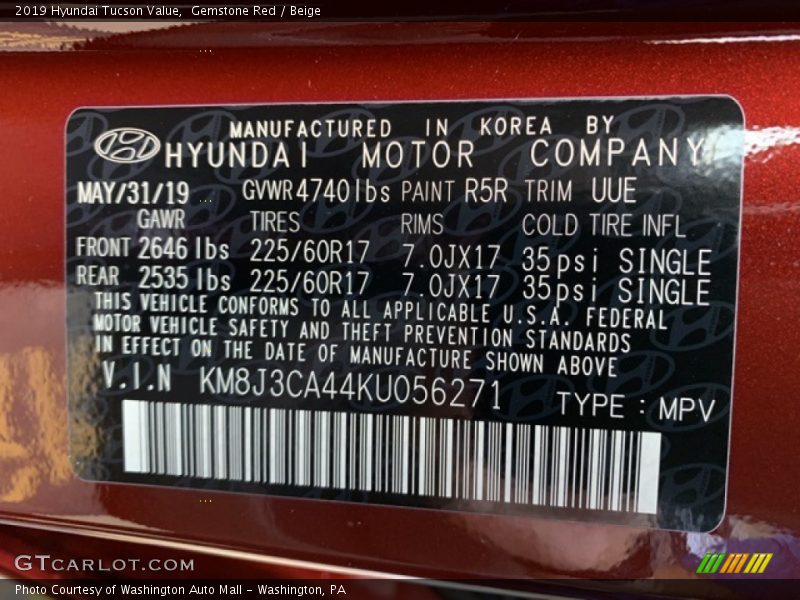 2019 Hyundai Tucson Value,  Gemstone Red / Beige
MANUFACTURED IN KOREA BY
HYUNDAI MOTOR COMPANY
MAY/31/19 GVWR 4740lbs PAINT R5R TRIM UUE
GAWR TIRES RIMS COLD TIRE INFL
FRONT 2646 lbs 225/60R17 7.0JX17 35psi SINGLE
REAR 2535 lbs 225/60R17 7.0JX17 35psi SINGLE
THIS VEHICLE CONFORMS TO ALL APPLICABLE U.S.A. FEDERAL
MOTOR VEHICLE SAFETY AND THEFT PREVENTION STANDARDS
IN EFFECT ON THE DATE OF MANUFACTURE SHOWN ABOVE
V.I.N KM8J3CA44KU056271 TYPE : MPV
GTCARLOT.COM
Photo Courtesy of Washington Auto Mall - Washington, PA